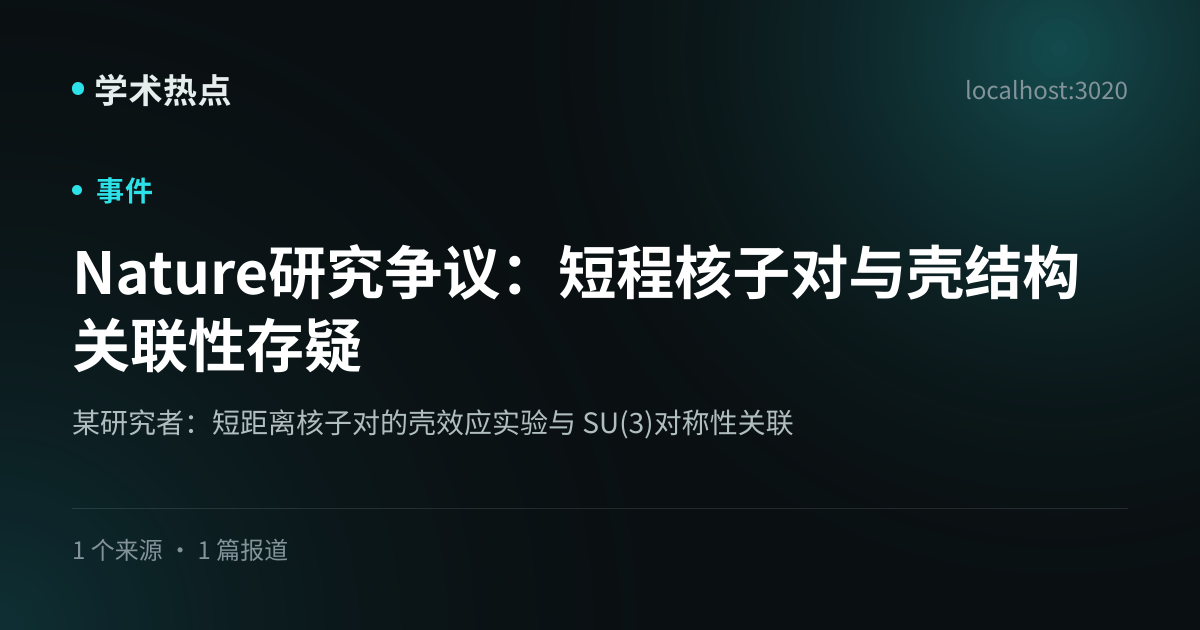 学术热点
localhost:3020
事件
Nature研究争议：短程核子对与壳结构
关联性存疑
某研究者：短距离核子对的壳效应实验与 SU(3)对称性关联
1 个来源 · 1 篇报道